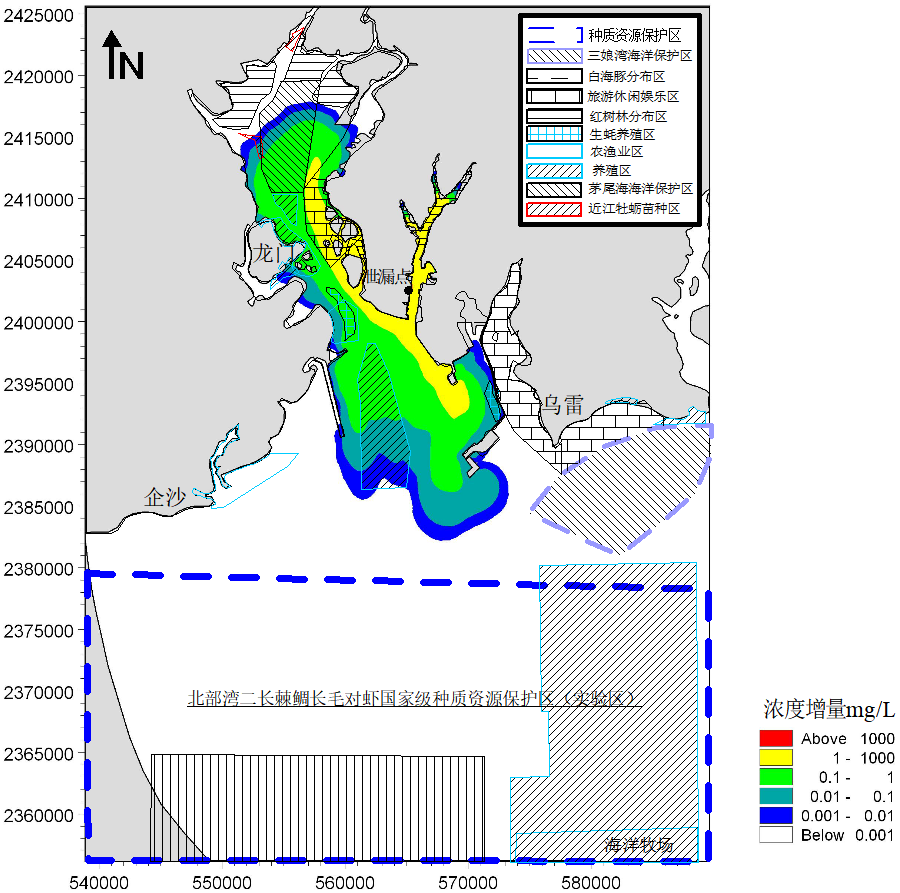 2425000
2420000
2415000
2410000
2405000
2400000
2395000
2390000
2385000
2380000
2375000
2370000
2365000
2360000
N
种质资源保护区
三娘湾海洋保护区
白海豚分布区
旅游休闲娱乐区
红树林分布区
生蚝养殖区
农渔业区
养殖区
茅尾海海洋保护区
近江牡蛎苗种区
龙门
泄漏点
乌雷
企沙
北部湾二长棘鲷长毛对虾国家级种质资源保护区（实验区）
海洋牧场
浓度增量mg/L
Above 1000
1 - 1000
0.1 - 1
0.01 - 0.1
0.001 - 0.01
Below 0.001
540000 550000 560000 570000 580000